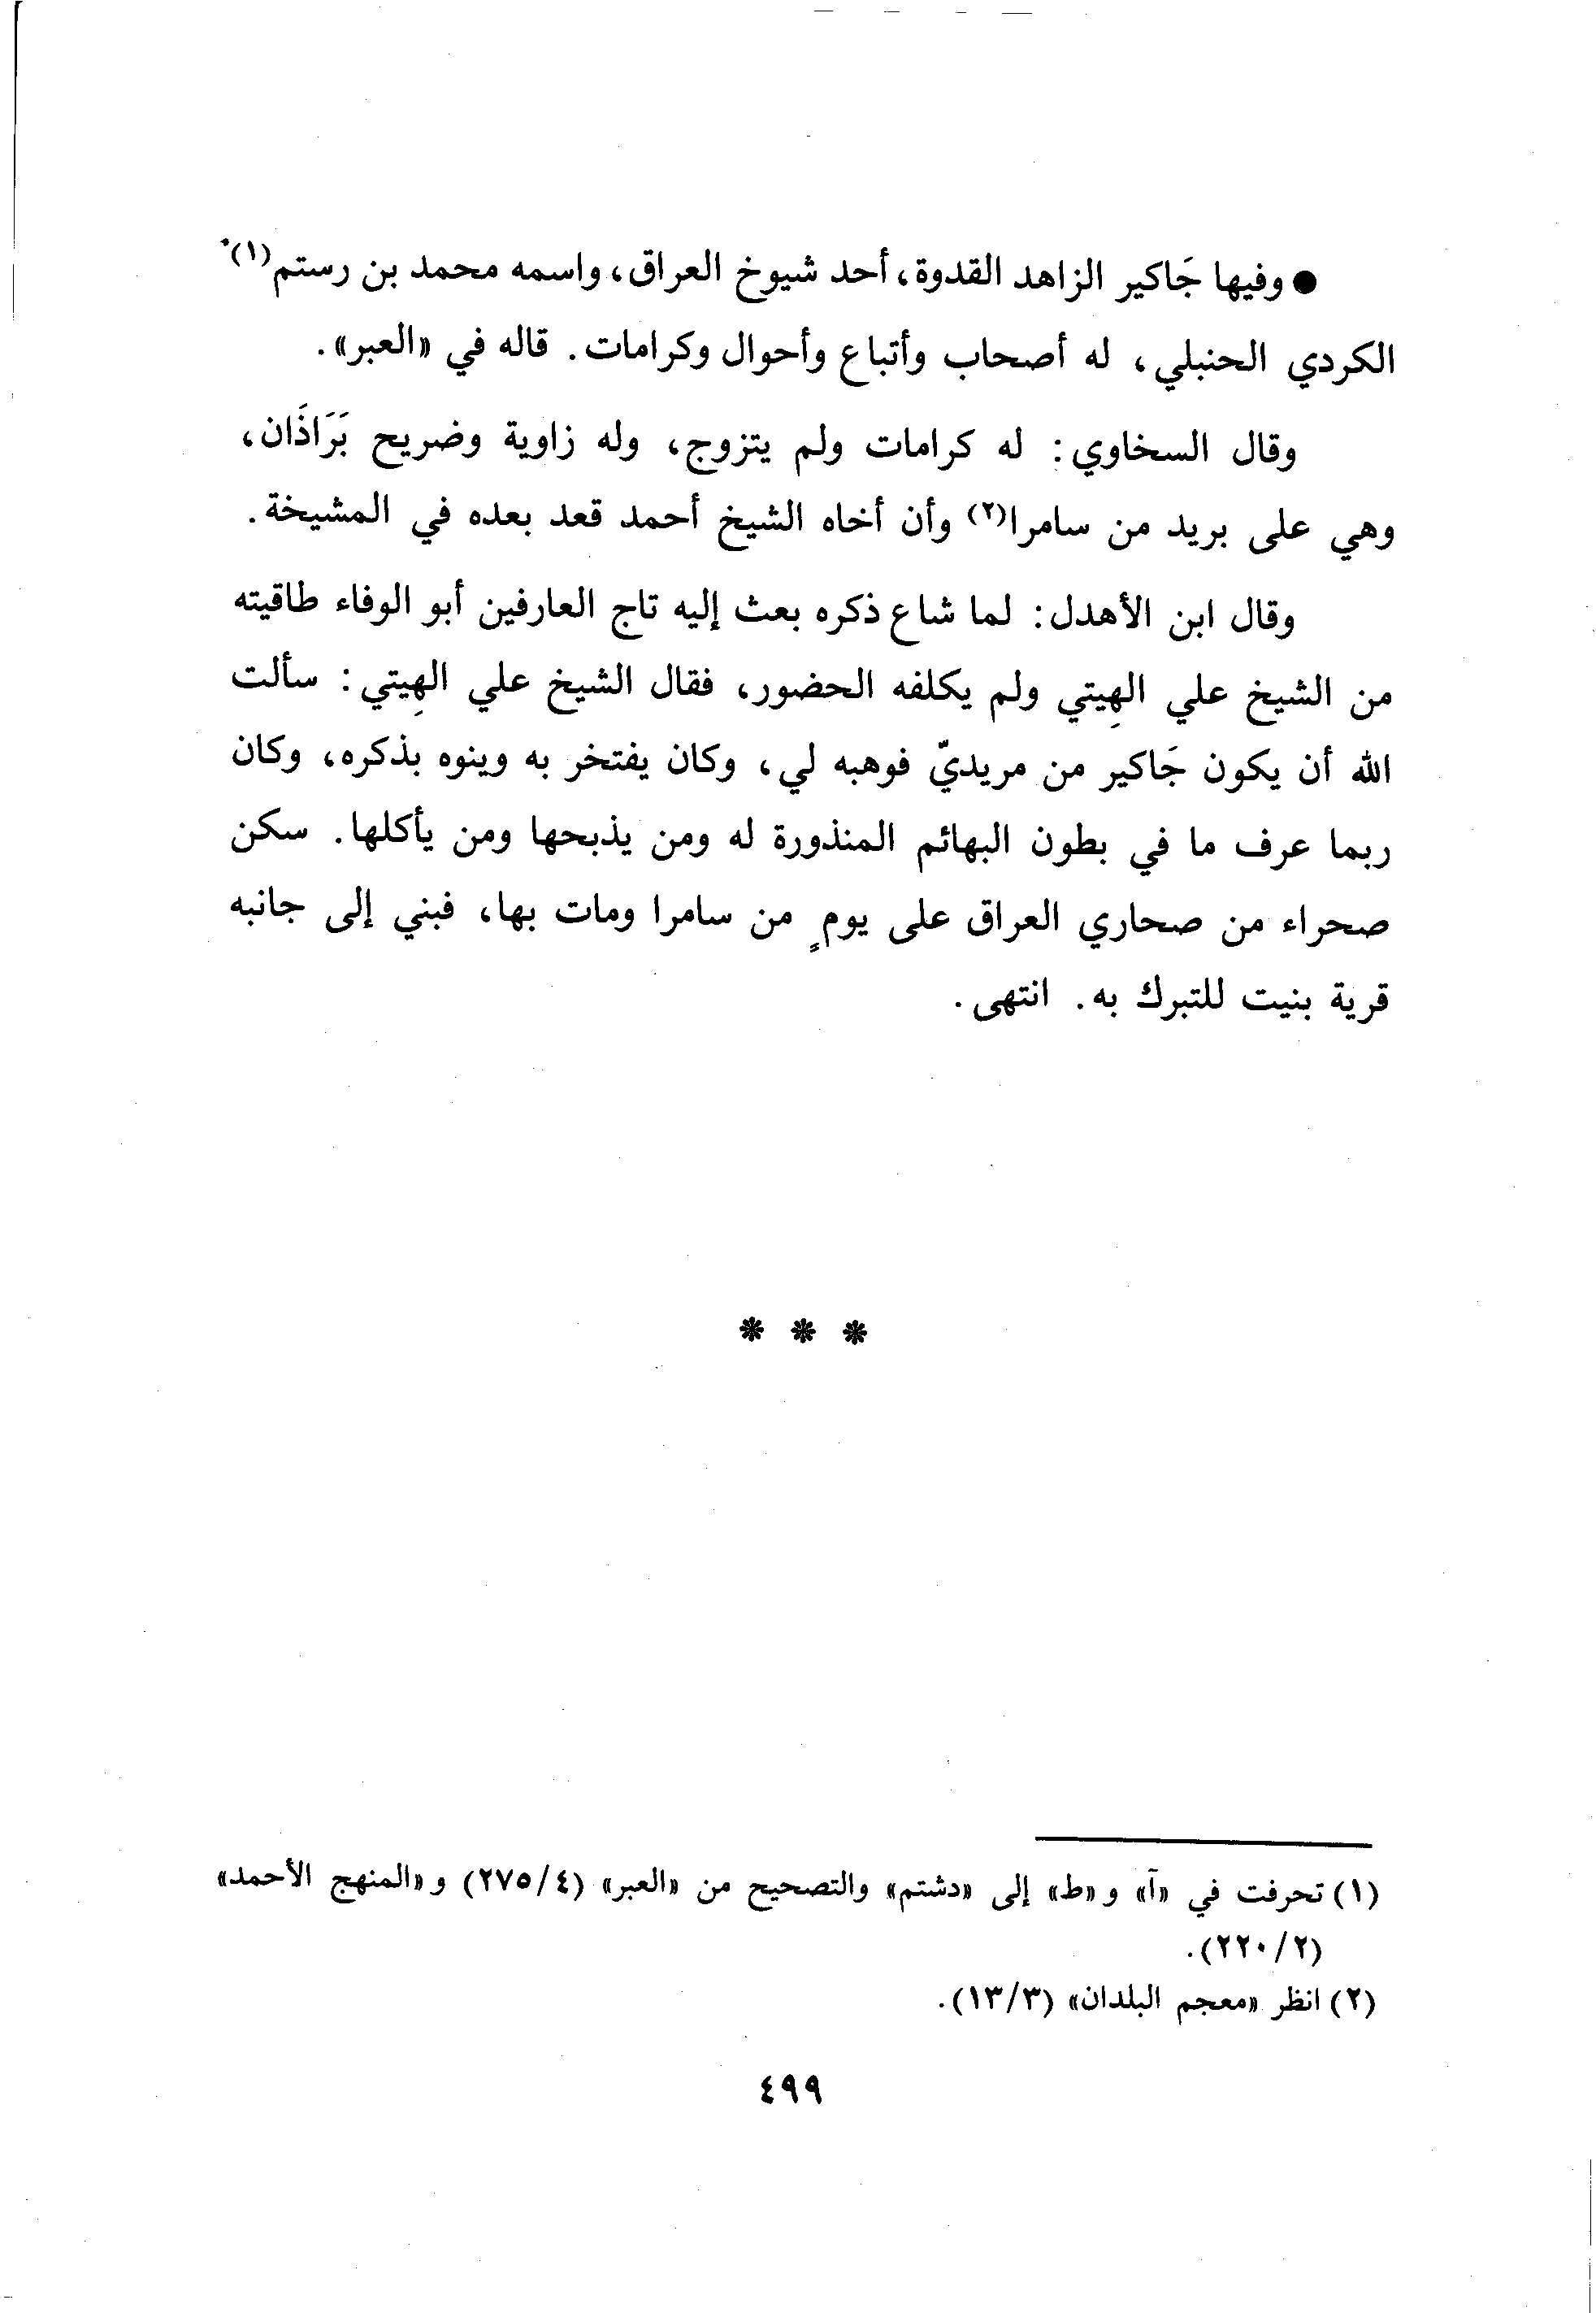 ● وفيها جَاكير الزاهد القدوة، أحد شيوخ العراق، واسمه محمد بن رستم(١)
الكردي الحنبلي، له أصحاب وأتباع وأحوال وكرامات. قاله في «العبر».
وقال السخاوي: له كرامات ولم يتزوج، وله زاوية وضريح بَرَاذَان،
وهي على بريد من سامرا(٢) وأن أخاه الشيخ أحمد قعد بعده في المشيخة.
وقال ابن الأهدل: لما شاع ذكره بعث إليه تاج العارفين أبو الوفاء طاقيته
من الشيخ علي الهِيتي ولم يكلفه الحضور، فقال الشيخ علي الهِيتي: سألت
الله أن يكون جَاكير من مريديّ فوهبه لي، وكان يفتخر به وينوه بذكره، وكان
ربما عرف ما في بطون البهائم المنذورة له ومن يذبحها ومن يأكلها. سكن
صحراء من صحاري العراق على يومٍ من سامرا ومات بها، فبني إلى جانبه
قرية بنيت للتبرك به. انتهى.
* * *
(١) تحرفت في «آ» و «ط» إلى «دشتم» والتصحيح من «العبر» (٢٧٥/٤) و «المنهج الأحمد»
(٢٢٠/٢).
(٢) انظر «معجم البلدان» (١٣/٣).
٤٩٩